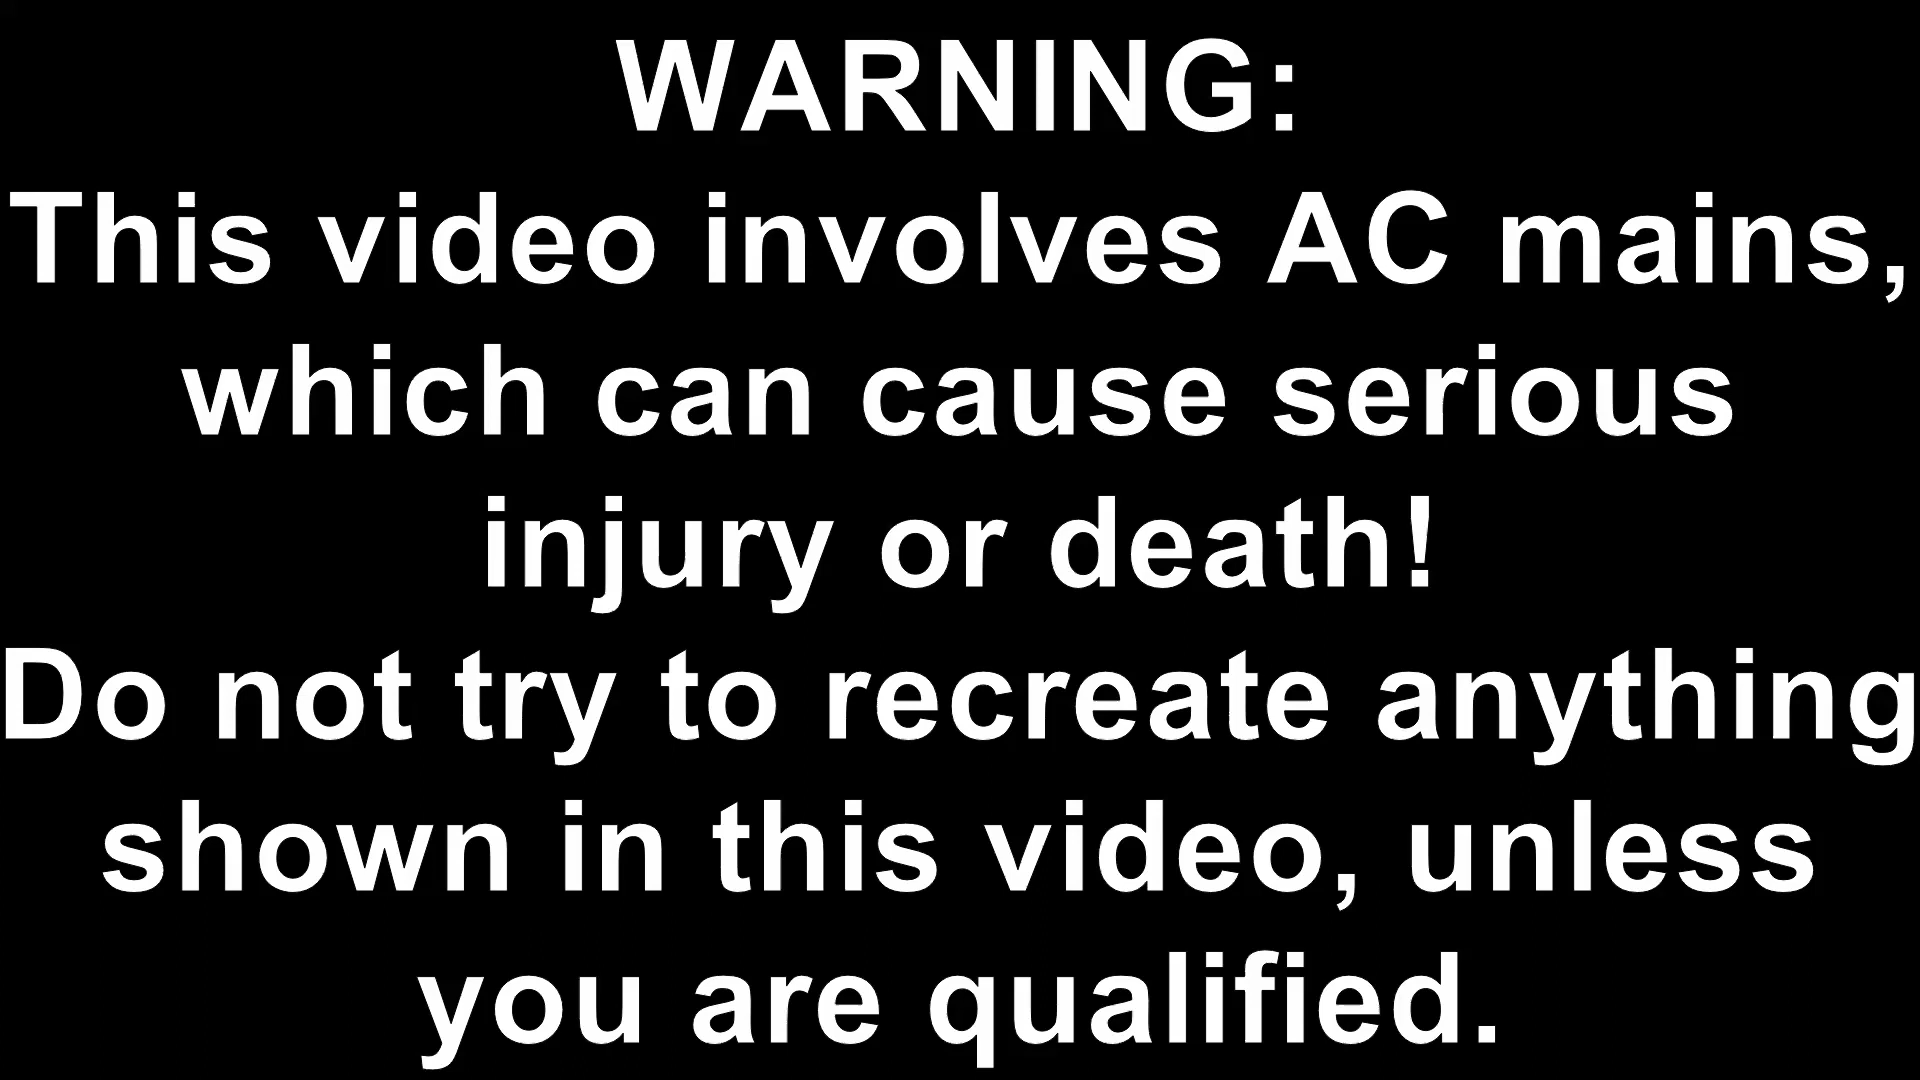 WARNING:
This video involves AC mains,
which can cause serious
injury or death!
Do not try to recreate anything
shown in this video, unless
you are qualified.